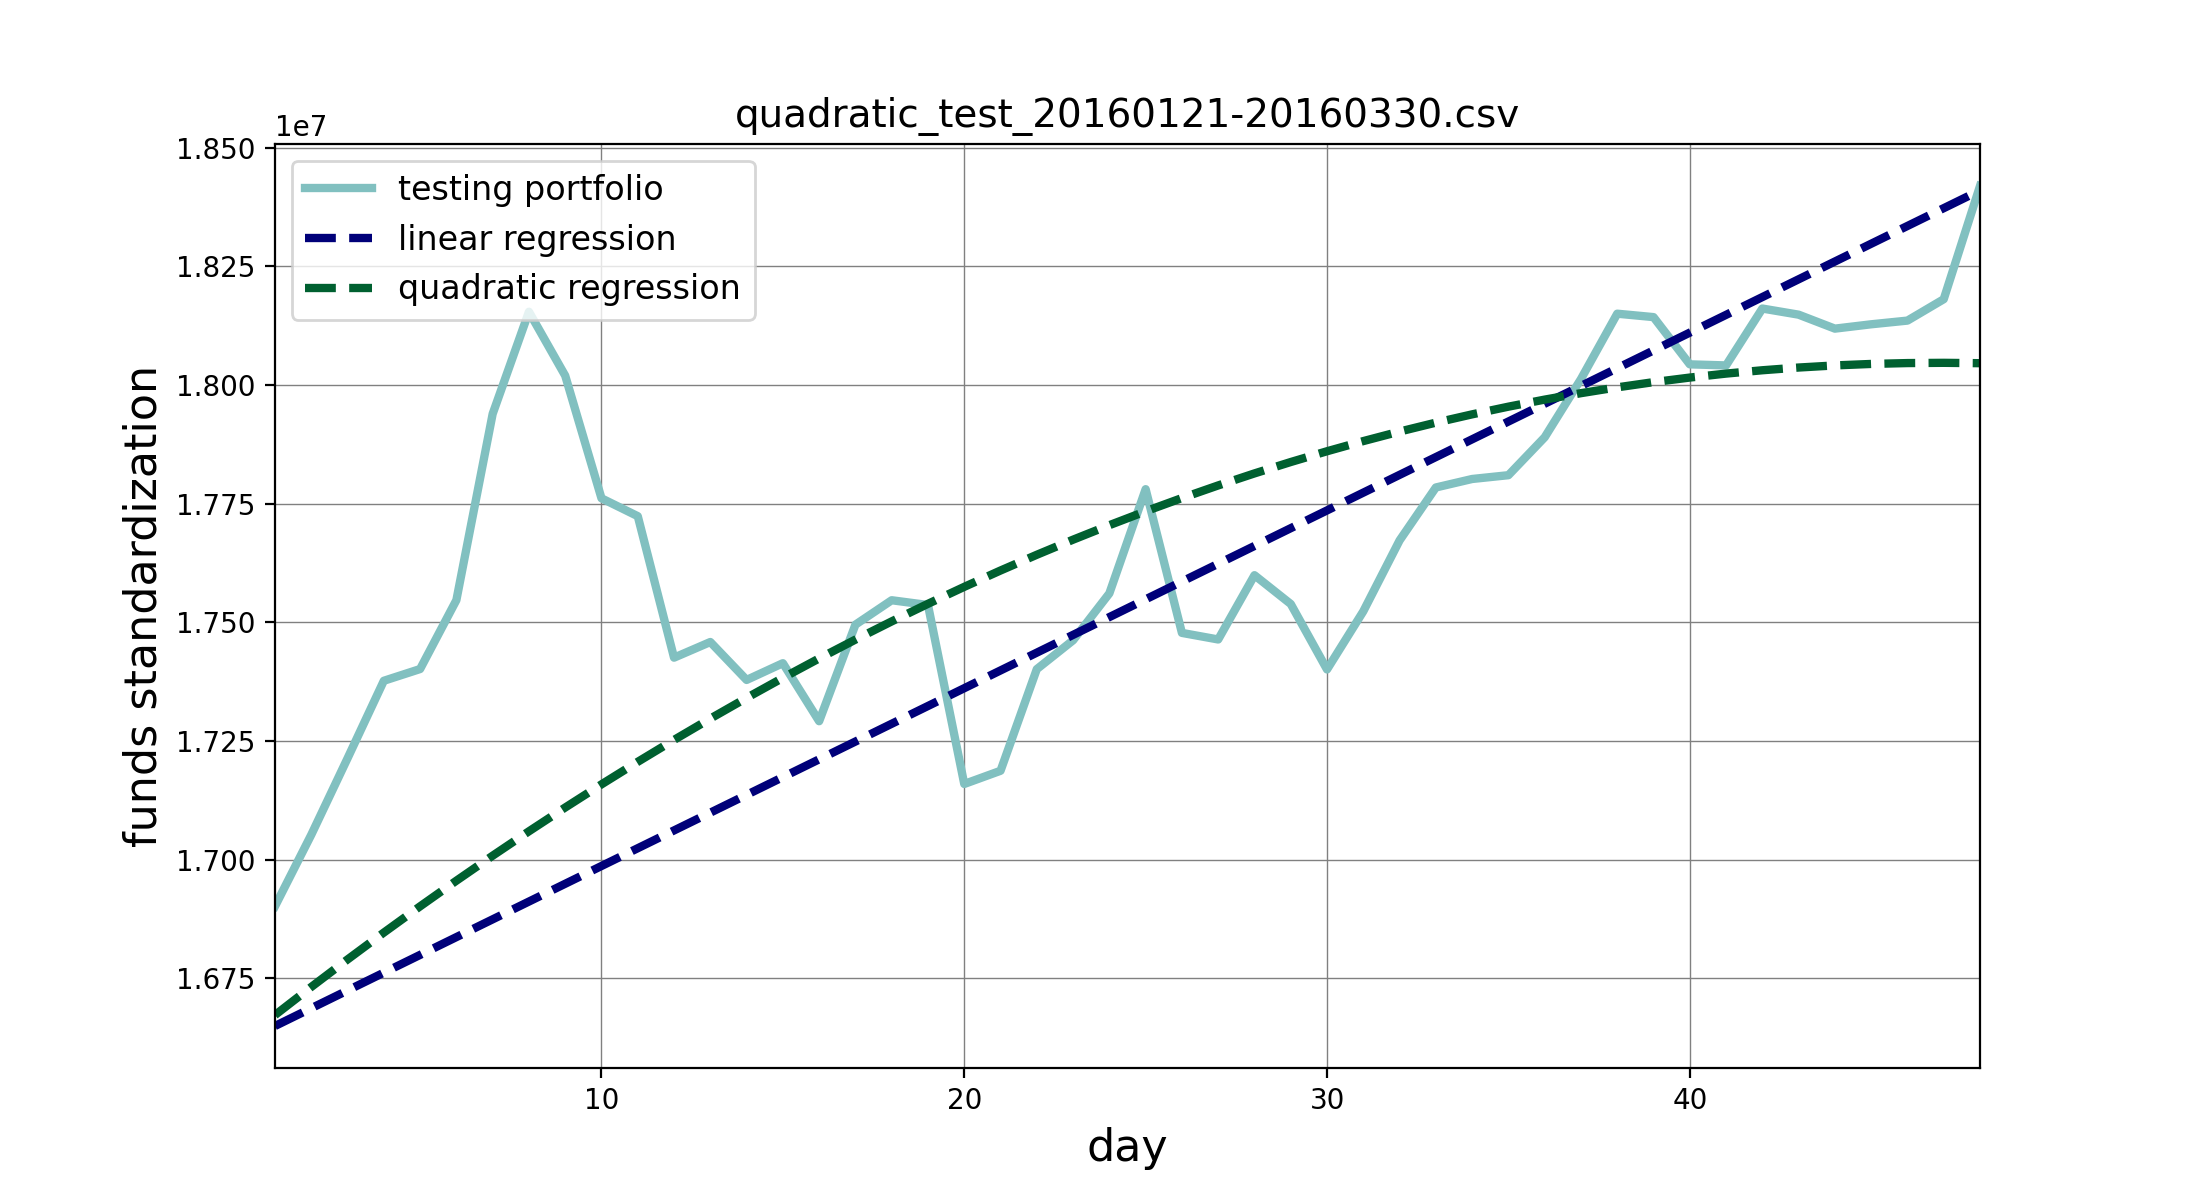 quadratic_test_20160121-20160330.csv
1e7
1.850
1.825
1.800
1.775
1.750
1.725
1.700
1.675
funds standardization
testing portfolio
linear regression
quadratic regression
10 20 30 40
day